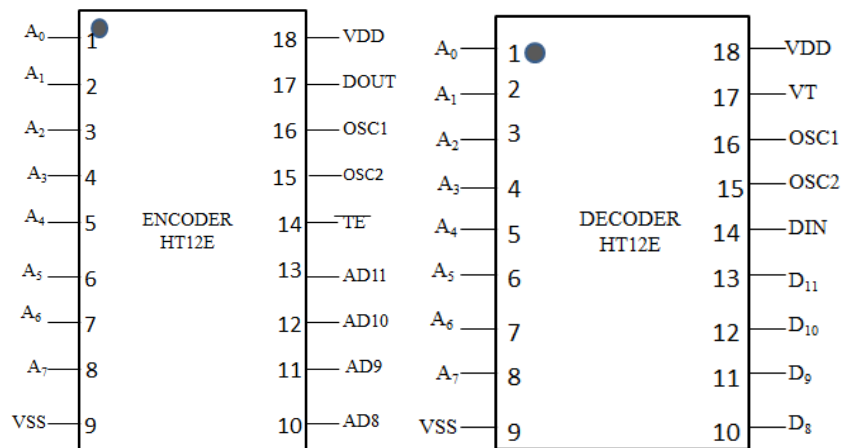 A0 1 18 VDD
A1 2 17 DOUT
A2 3 16 OSC1
A3 4 15 OSC2
A4 5 14 T̅E̅
A5 6 13 AD11
A6 7 12 AD10
A7 8 11 AD9
VSS 9 10 AD8
ENCODER
HT12E
A0 1 18 VDD
A1 2 17 VT
A2 3 16 OSC1
A3 4 15 OSC2
A4 5 14 DIN
A5 6 13 D11
A6 7 12 D10
A7 8 11 D9
VSS 9 10 D8
DECODER
HT12E